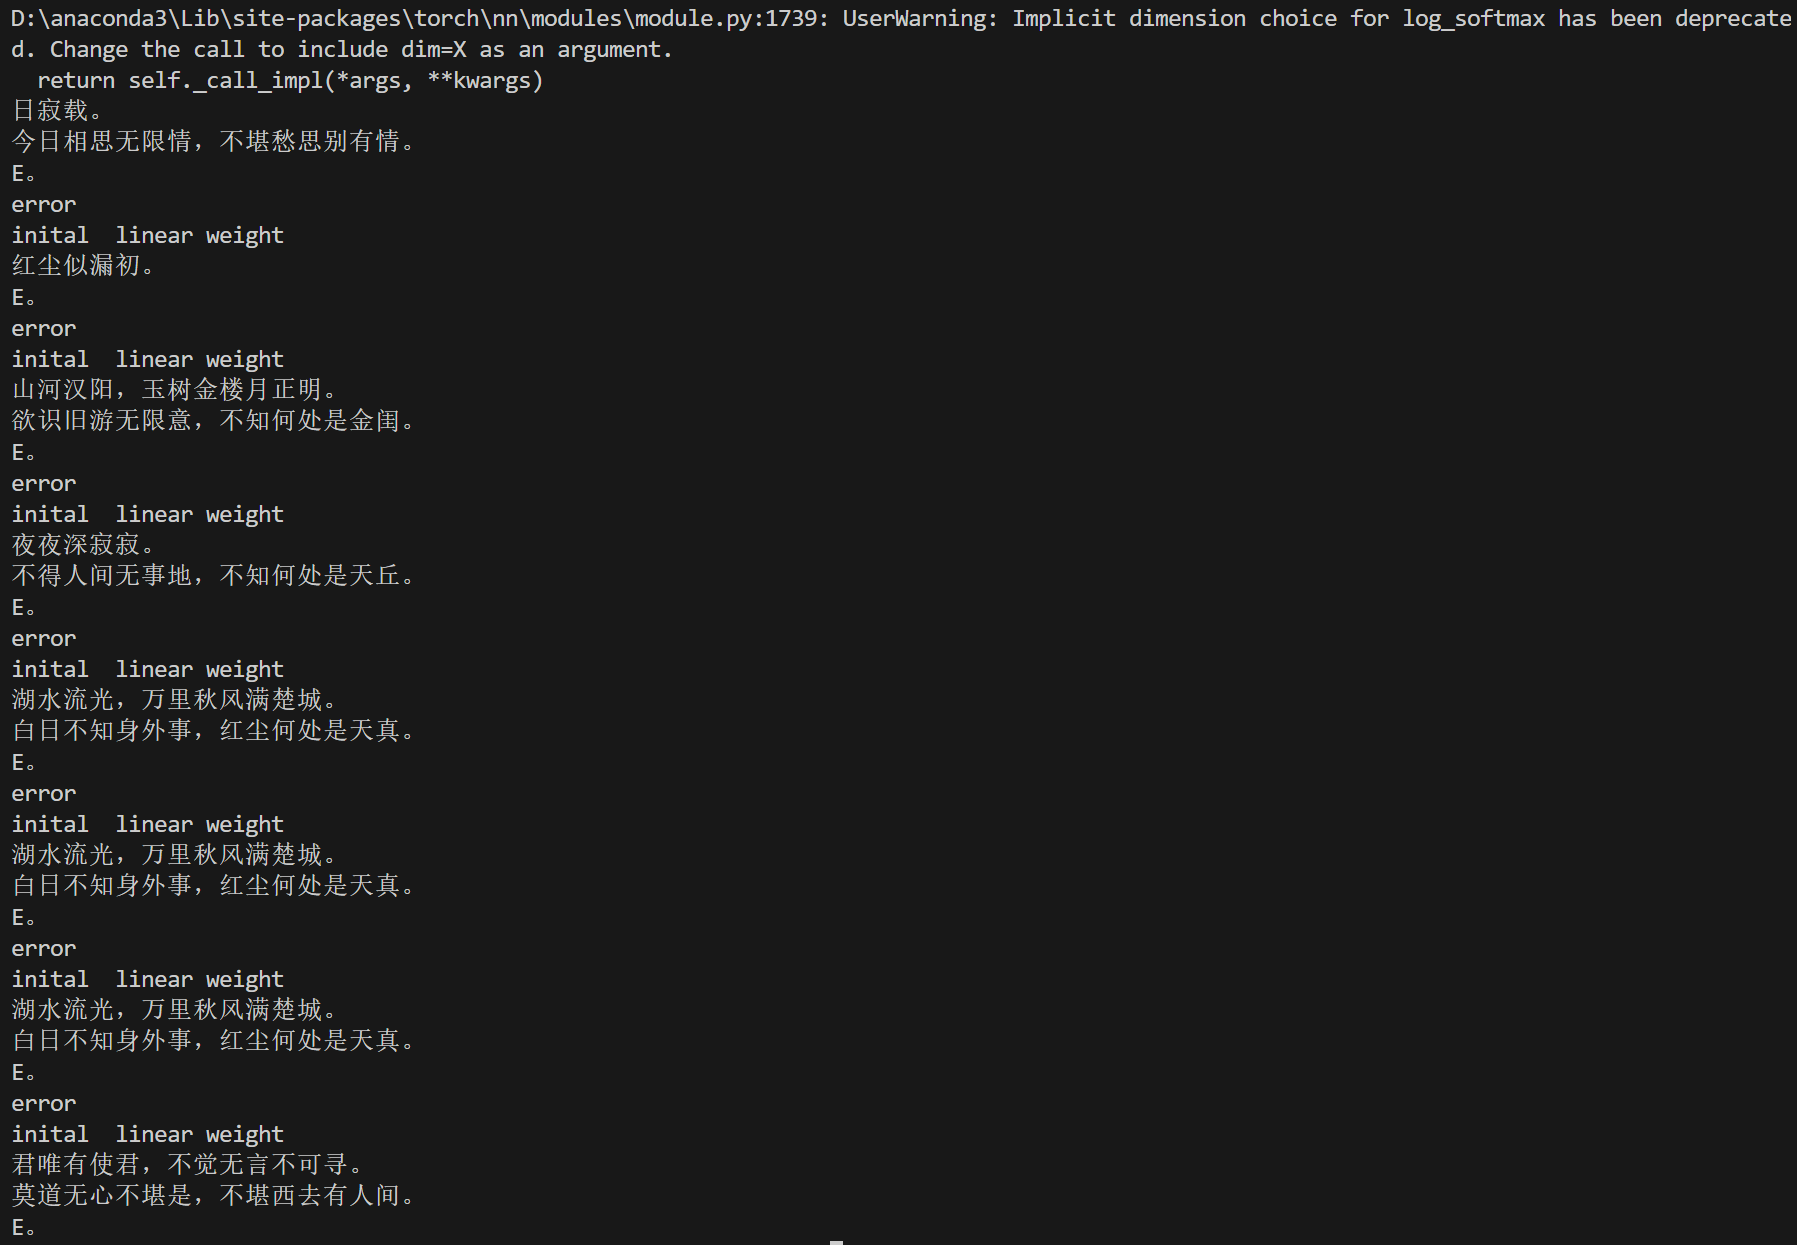 D:\anaconda3\Lib\site-packages\torch\nn\modules\module.py:1739: UserWarning: Implicit dimension choice for log_softmax has been deprecate
d. Change the call to include dim=X as an argument.
  return self._call_impl(*args, **kwargs)
日寂载。
今日相思无限情，不堪愁思别有情。
E。
error
inital  linear weight
红尘似漏初。
E。
error
inital  linear weight
山河汉阳，玉树金楼月正明。
欲识旧游无限意，不知何处是金闺。
E。
error
inital  linear weight
夜夜深寂寂。
不得人间无事地，不知何处是天丘。
E。
error
inital  linear weight
湖水流光，万里秋风满楚城。
白日不知身外事，红尘何处是天真。
E。
error
inital  linear weight
湖水流光，万里秋风满楚城。
白日不知身外事，红尘何处是天真。
E。
error
inital  linear weight
湖水流光，万里秋风满楚城。
白日不知身外事，红尘何处是天真。
E。
error
inital  linear weight
君唯有使君，不觉无言不可寻。
莫道无心不堪是，不堪西去有人间。
E。